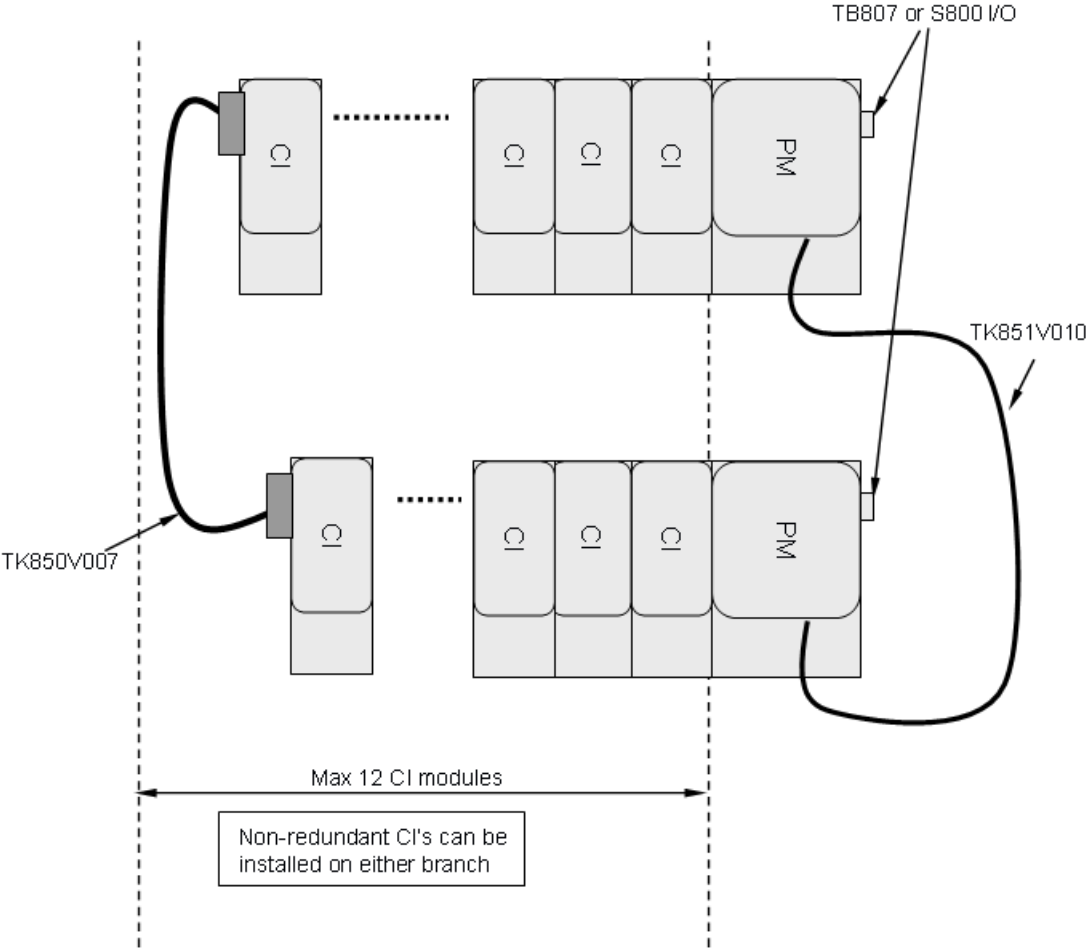 TB807 or S800 I/O
CI
CI
CI
CI
PM
TK851V010
CI
CI
CI
CI
PM
TK850V007
Max 12 CI modules
Non-redundant CI's can be
installed on either branch